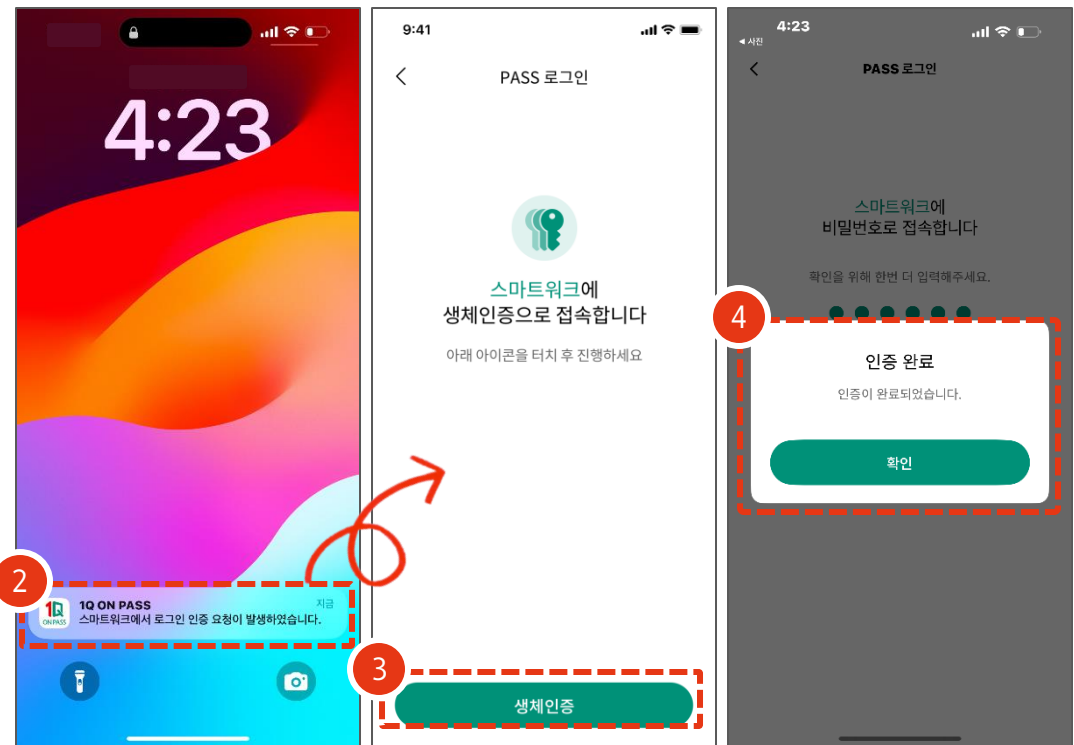 4:23
2
1Q
ON PASS
1Q ON PASS
지금
스마트워크에서 로그인 인증 요청이 발생하였습니다.
9:41
PASS 로그인
스마트워크에
생체인증으로 접속합니다
아래 아이콘을 터치 후 진행하세요
3
생체인증
4:23
◀ 사진
PASS 로그인
스마트워크에
비밀번호로 접속합니다
확인을 위해 한번 더 입력해주세요.
4
인증 완료
인증이 완료되었습니다.
확인